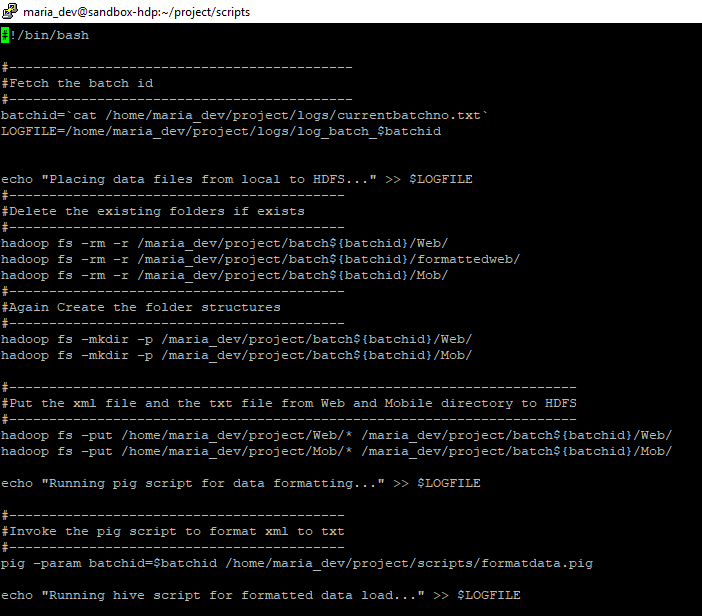 maria_dev@sandbox-hdp:~/project/scripts
#!/bin/bash
#-------------------------------------------
#Fetch the batch id
#-------------------------------------------
batchid=`cat /home/maria_dev/project/logs/currentbatchno.txt`
LOGFILE=/home/maria_dev/project/logs/log_batch_$batchid
echo "Placing data files from local to HDFS..." >> $LOGFILE
#------------------------------------------
#Delete the existing folders if exists
#------------------------------------------
hadoop fs -rm -r /maria_dev/project/batch${batchid}/Web/
hadoop fs -rm -r /maria_dev/project/batch${batchid}/formattedweb/
hadoop fs -rm -r /maria_dev/project/batch${batchid}/Mob/
#------------------------------------------
#Again Create the folder structures
#------------------------------------------
hadoop fs -mkdir -p /maria_dev/project/batch${batchid}/Web/
hadoop fs -mkdir -p /maria_dev/project/batch${batchid}/Mob/
#-----------------------------------------------------------------------
#Put the xml file and the txt file from Web and Mobile directory to HDFS
#-----------------------------------------------------------------------
hadoop fs -put /home/maria_dev/project/Web/* /maria_dev/project/batch${batchid}/Web/
hadoop fs -put /home/maria_dev/project/Mob/* /maria_dev/project/batch${batchid}/Mob/
echo "Running pig script for data formatting..." >> $LOGFILE
#------------------------------------------
#Invoke the pig script to format xml to txt
#------------------------------------------
pig -param batchid=$batchid /home/maria_dev/project/scripts/formatdata.pig
echo "Running hive script for formatted data load..." >> $LOGFILE